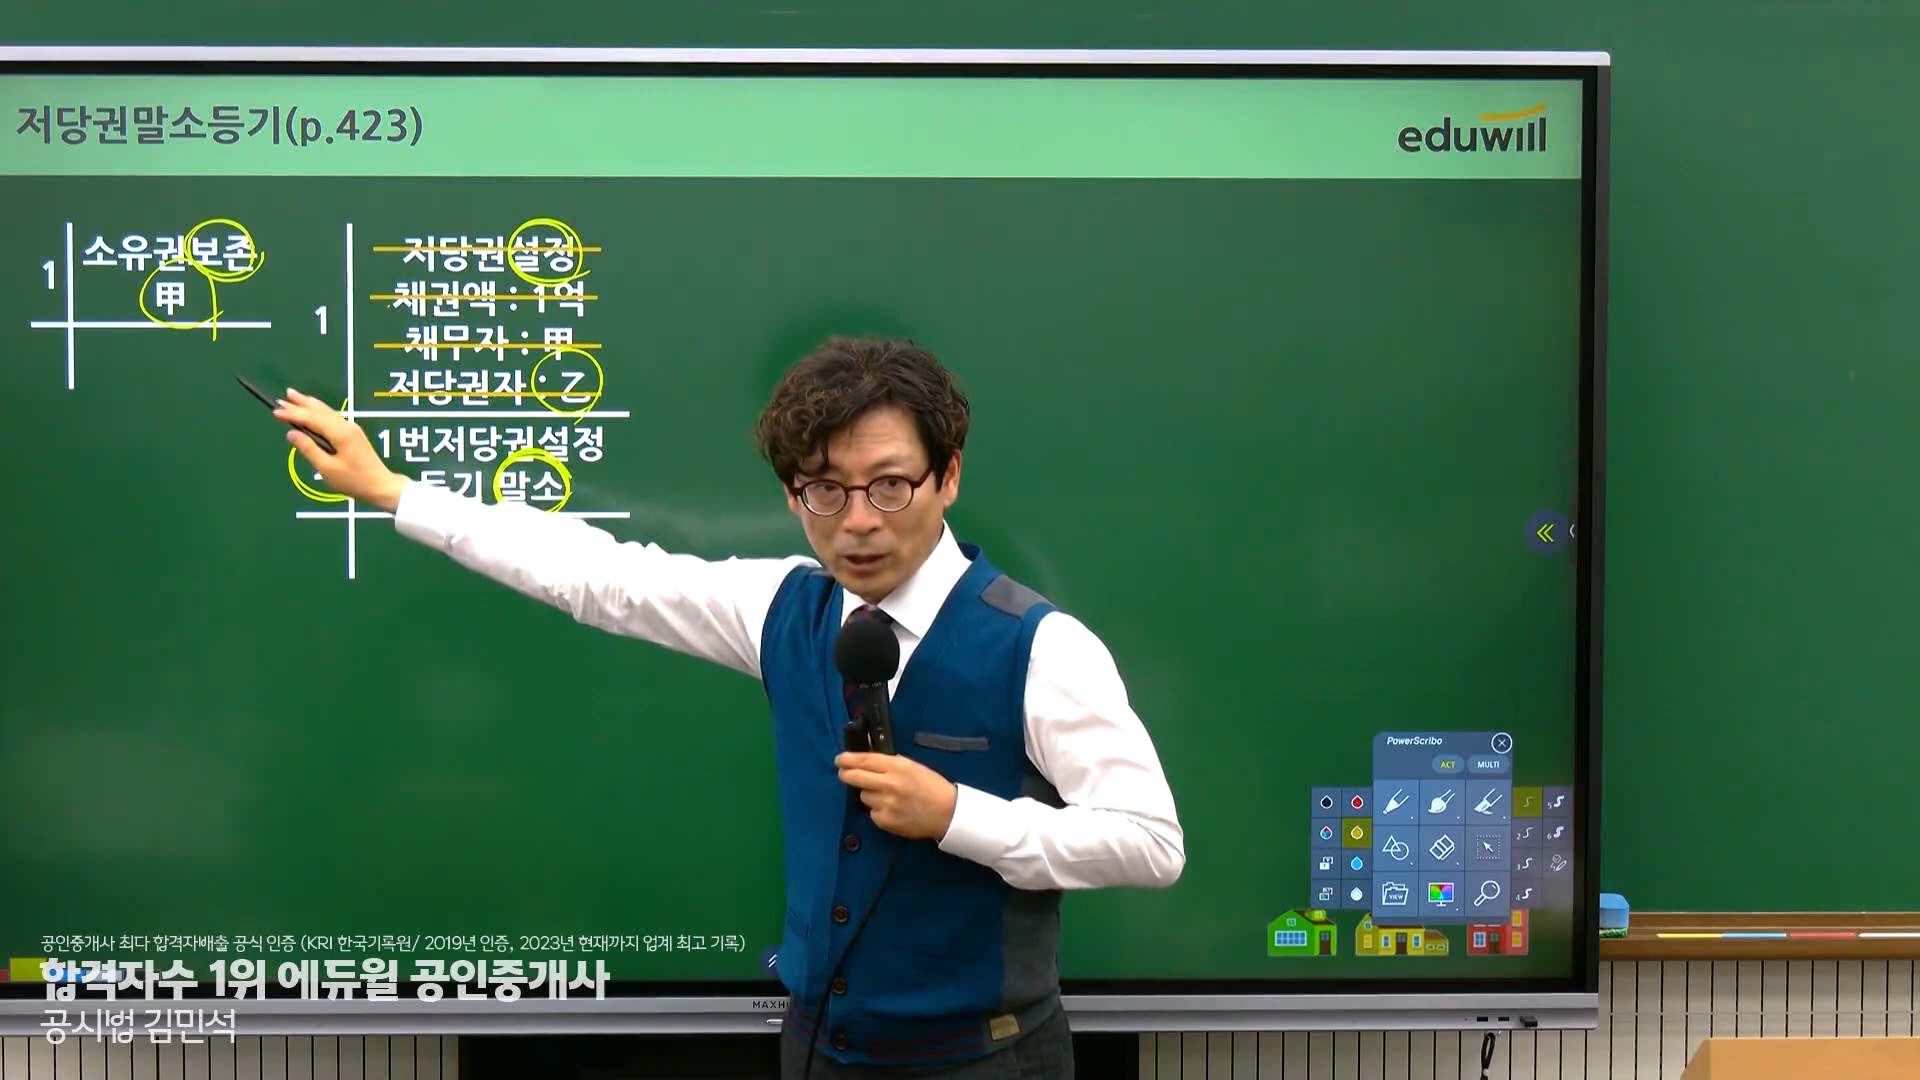 저당권말소등기(p.423)
eduwill
1
소유권보존
甲
1
저당권설정
채권액 : 1억
채무자 : 甲
저당권자 : 乙
1번저당권설정
등기 말소
PowerScribo
ACT
MULTI
VIEW
공인중개사 최다 합격자배출 공식 인증 (KRI 한국기록원/ 2019년 인증, 2023년 현재까지 업계 최고 기록)
합격자수 1위 에듀윌 공인중개사
공시법 김민석